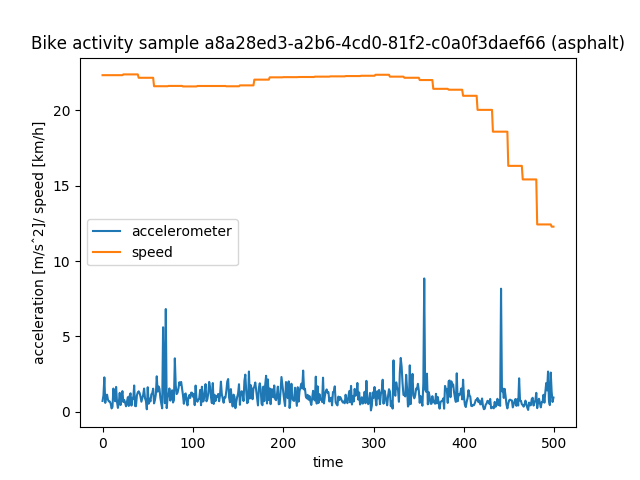 Bike activity sample a8a28ed3-a2b6-4cd0-81f2-c0a0f3daef66 (asphalt)
acceleration [m/s^2]/ speed [km/h]
20
15
10
5
0
accelerometer
speed
0 100 200 300 400 500
time